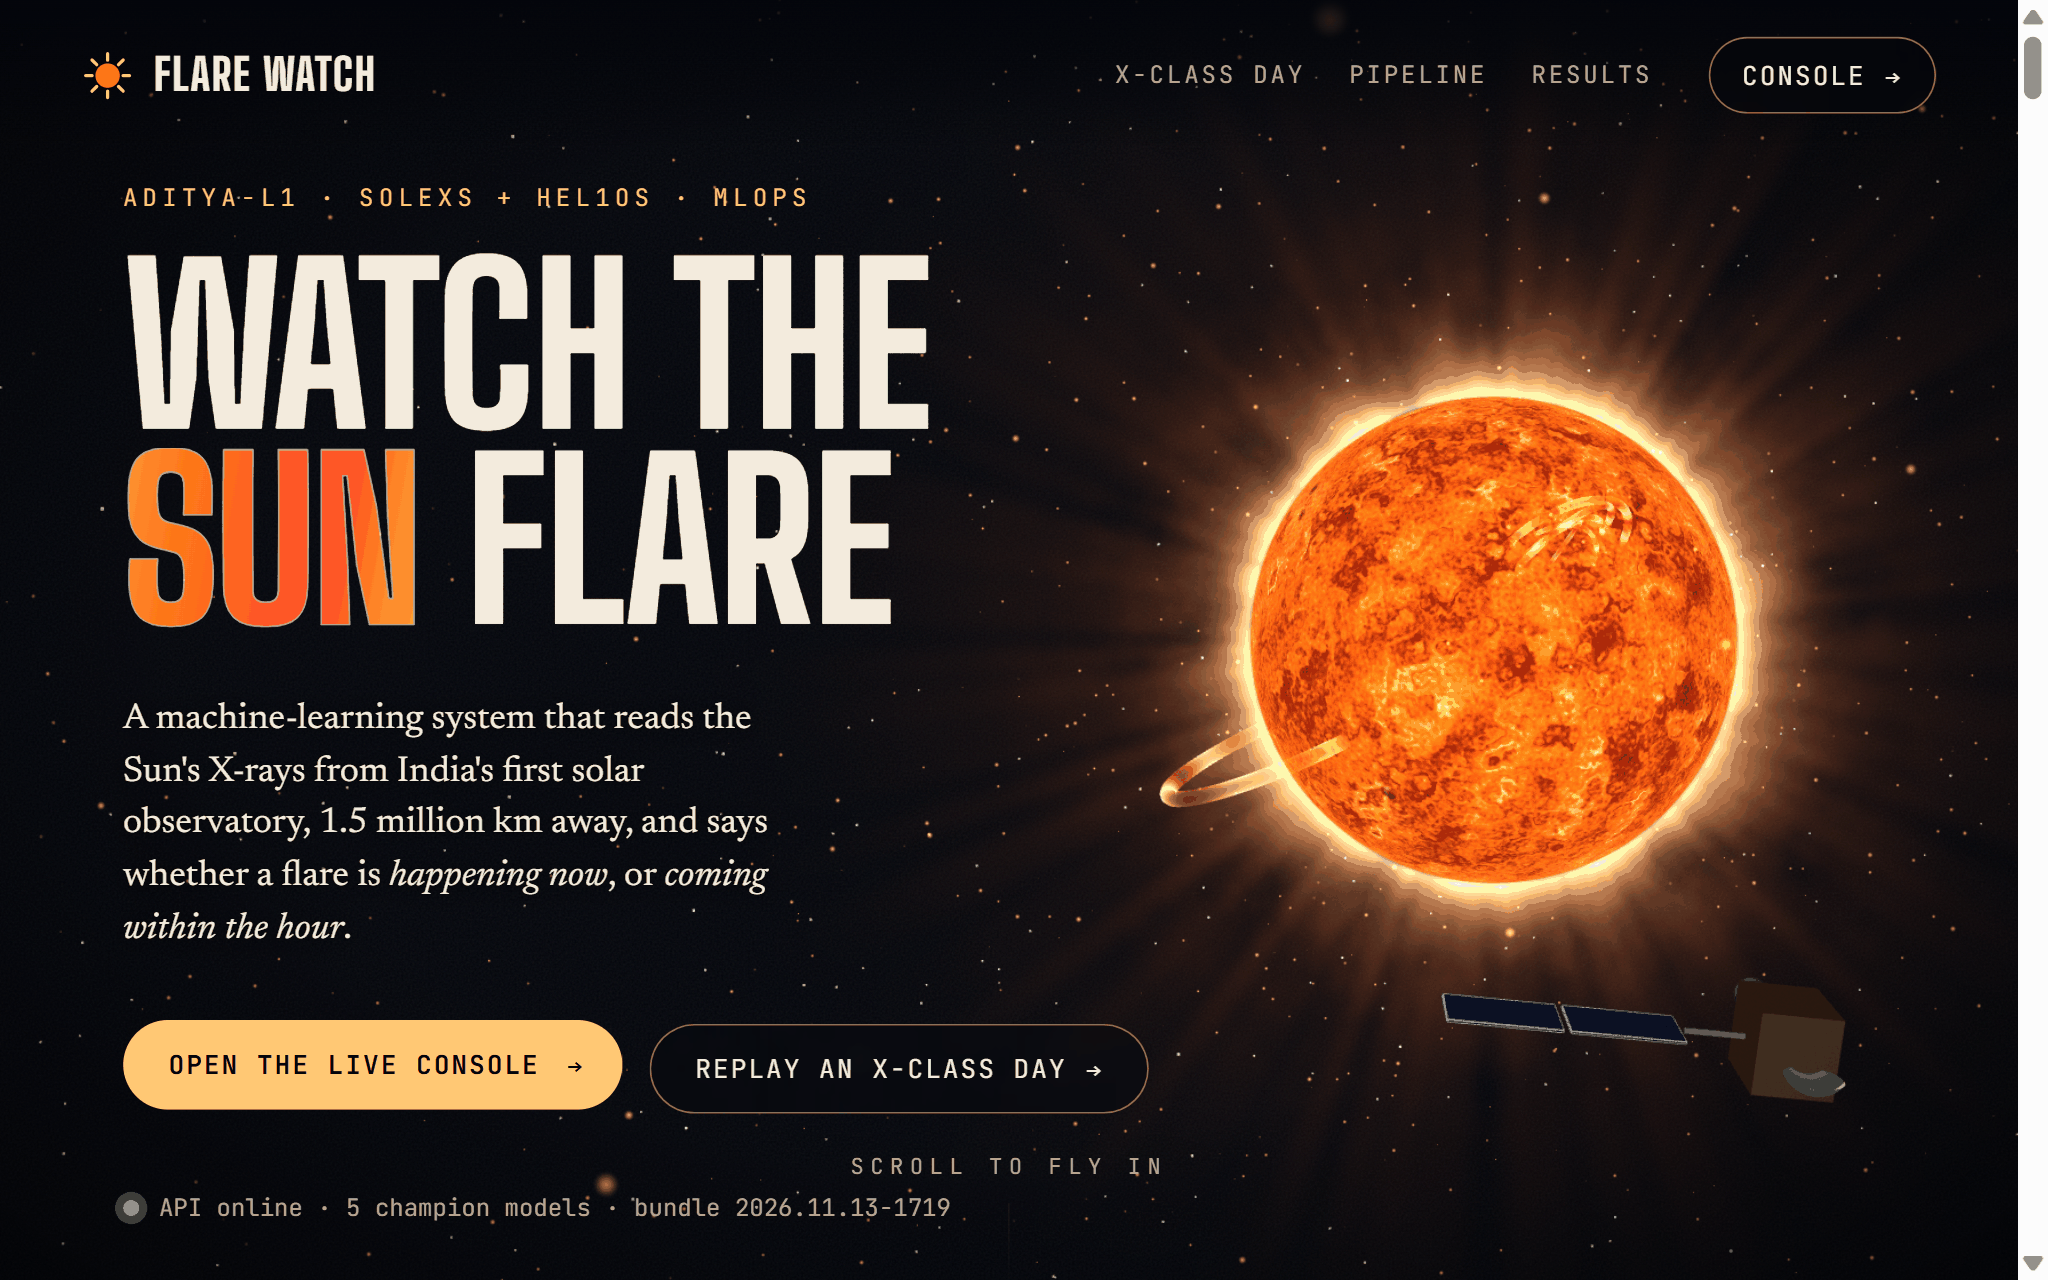 FLARE WATCH
X-CLASS DAY
PIPELINE
RESULTS
CONSOLE →
ADITYA-L1 · SOLEXS + HEL1OS · MLOPS
WATCH THE
SUN FLARE
A machine-learning system that reads the
Sun's X-rays from India's first solar
observatory, 1.5 million km away, and says
whether a flare is happening now, or coming
within the hour.
OPEN THE LIVE CONSOLE →
REPLAY AN X-CLASS DAY →
SCROLL TO FLY IN
API online · 5 champion models · bundle 2026.11.13-1719